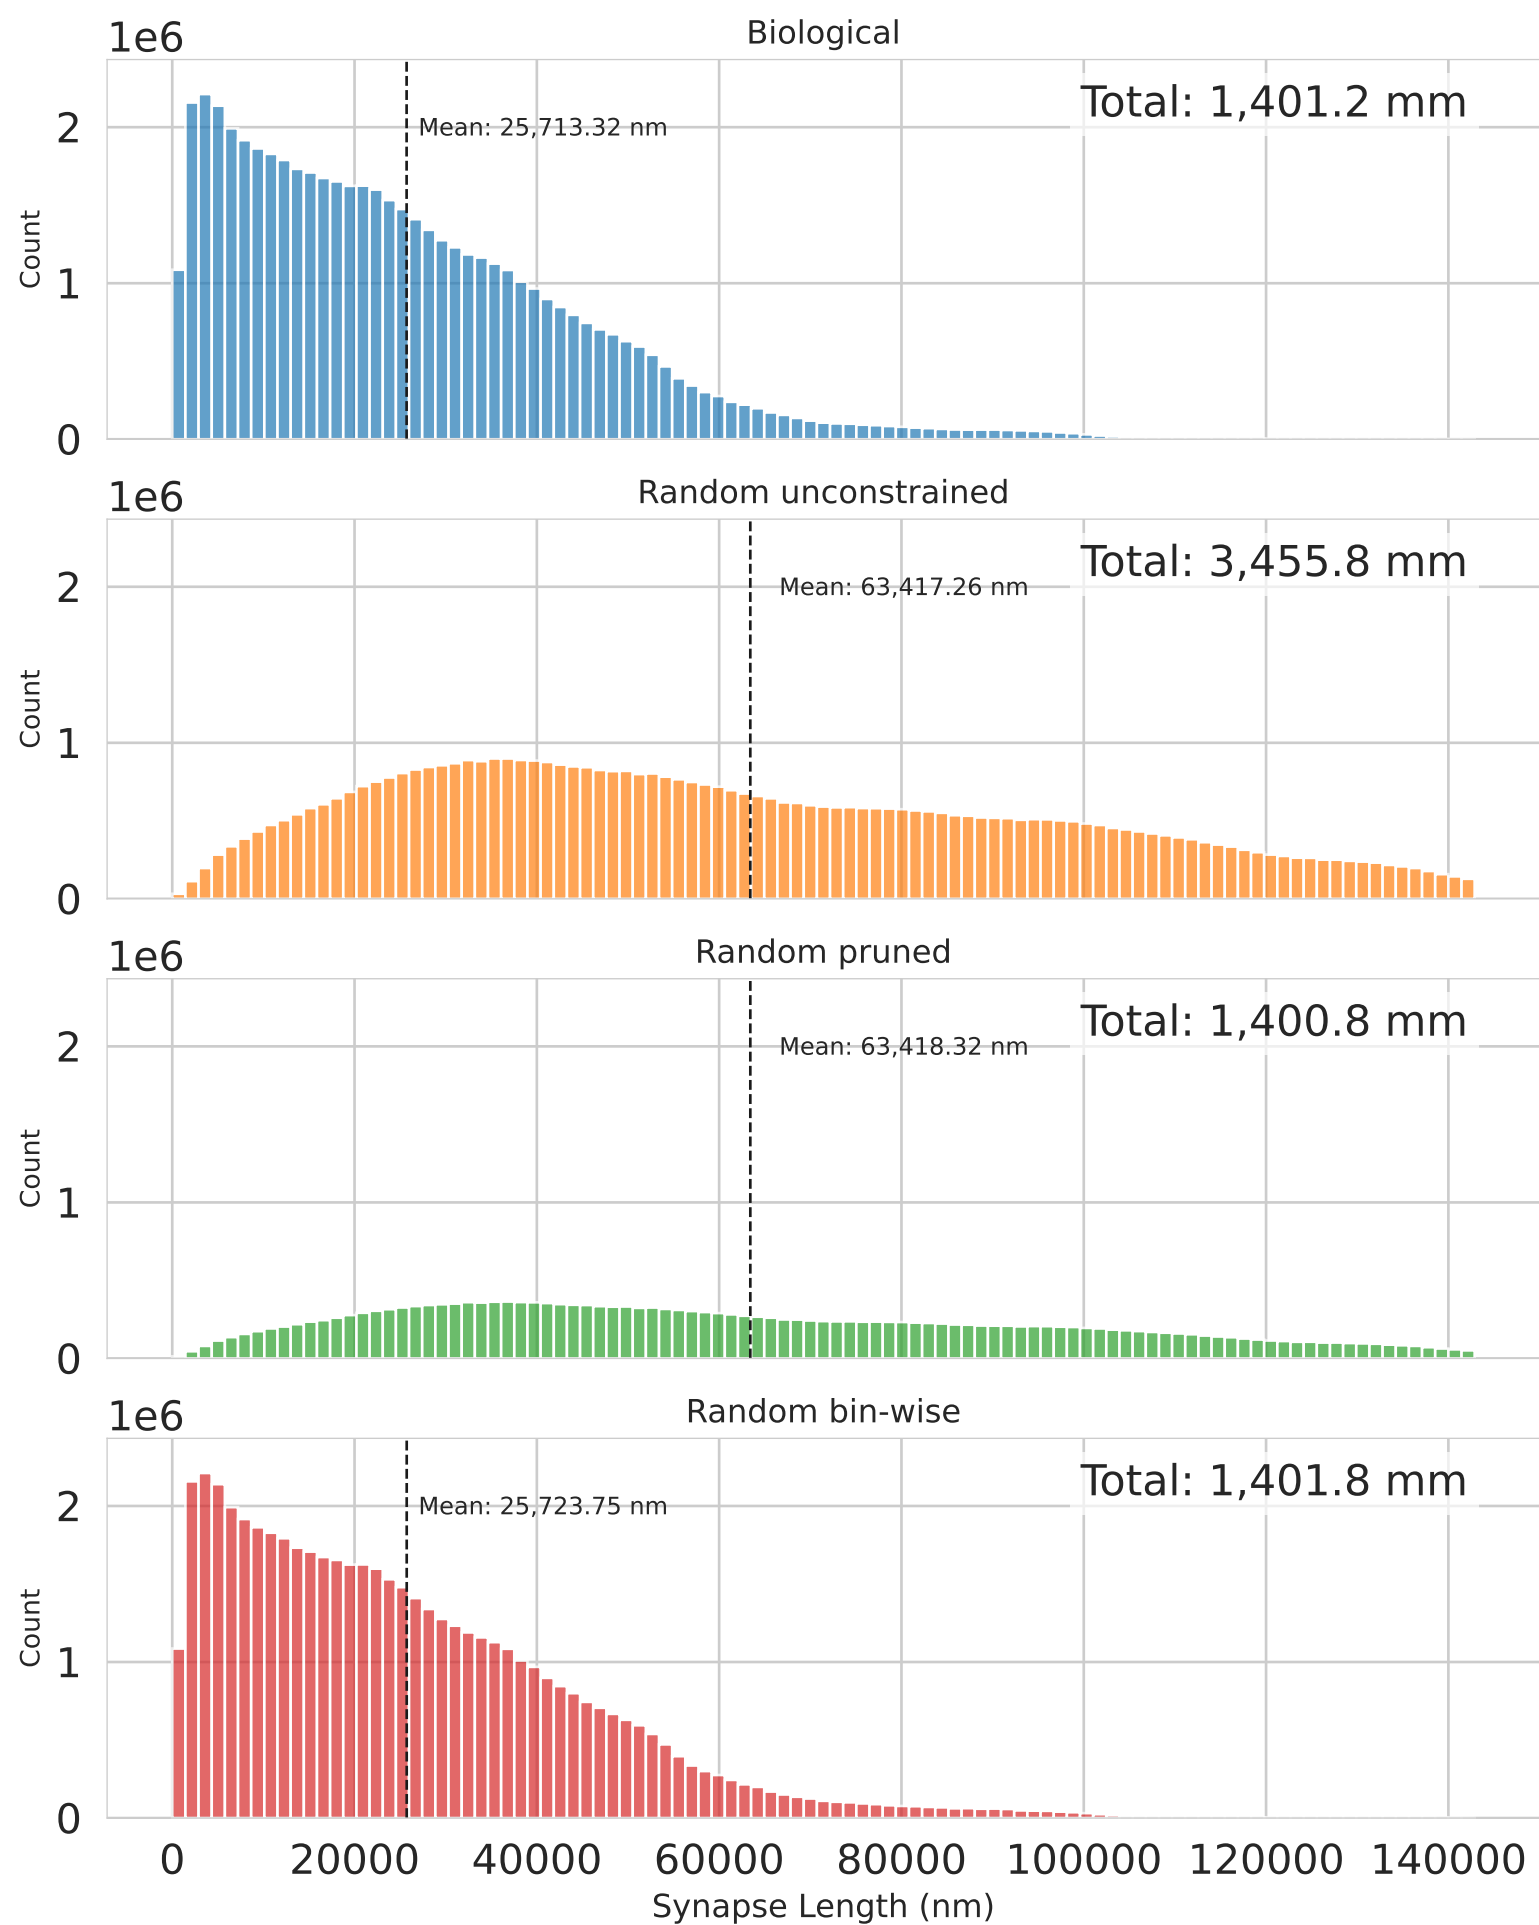 Biological
1e6
Total: 1,401.2 mm
Mean: 25,713.32 nm
2
1
0
Count
Random unconstrained
1e6
Total: 3,455.8 mm
Mean: 63,417.26 nm
2
1
0
Count
Random pruned
1e6
Total: 1,400.8 mm
Mean: 63,418.32 nm
2
1
0
Count
Random bin-wise
1e6
Total: 1,401.8 mm
Mean: 25,723.75 nm
2
1
0
Count
0 20000 40000 60000 80000 100000 120000 140000
Synapse Length (nm)